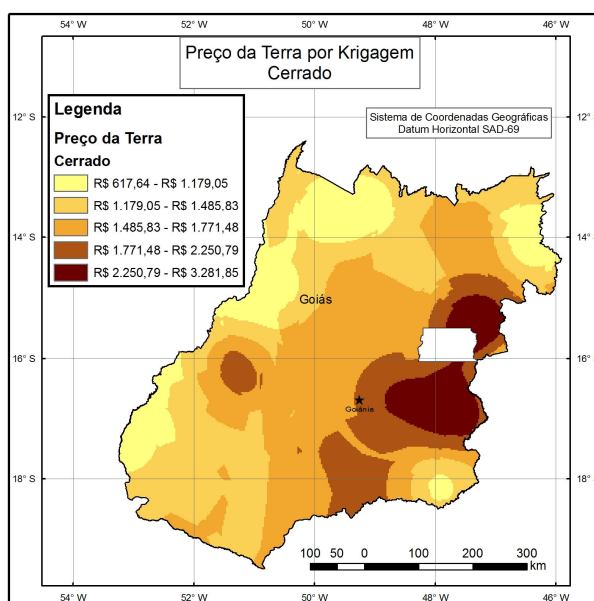 54° W 52° W 50° W 48° W 46° W
Preço da Terra por Krigagem
Cerrado
Legenda
Preço da Terra
Cerrado
R$ 617,64 - R$ 1.179,05
R$ 1.179,05 - R$ 1.485,83
R$ 1.485,83 - R$ 1.771,48
R$ 1.771,48 - R$ 2.250,79
R$ 2.250,79 - R$ 3.281,85
Sistema de Coordenadas Geográficas
Datum Horizontal SAD-69
12° S
12° S
14° S
14° S
Goiás
16° S
16° S
Goiânia
18° S
18° S
100 50 0 100 200 300
km
54° W 52° W 50° W 48° W 46° W